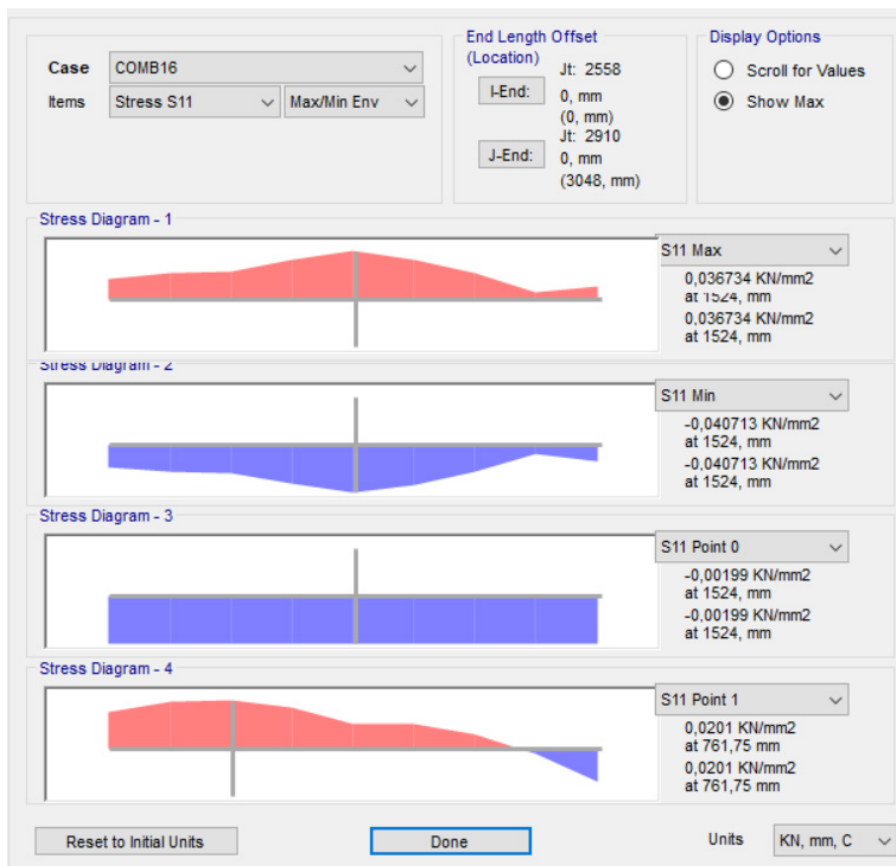 Case
COMB16
Items
Stress S11
Max/Min Env
End Length Offset
(Location)
I-End:
Jt: 2558
0, mm
(0, mm)
J-End:
Jt: 2910
0, mm
(3048, mm)
Display Options
Scroll for Values
Show Max
Stress Diagram - 1
S11 Max
0,036734 KN/mm2
at 1524, mm
0,036734 KN/mm2
at 1524, mm
Stress Diagram - 2
S11 Min
-0,040713 KN/mm2
at 1524, mm
-0,040713 KN/mm2
at 1524, mm
Stress Diagram - 3
S11 Point 0
-0,00199 KN/mm2
at 1524, mm
-0,00199 KN/mm2
at 1524, mm
Stress Diagram - 4
S11 Point 1
0,0201 KN/mm2
at 761,75 mm
0,0201 KN/mm2
at 761,75 mm
Reset to Initial Units
Done
Units
KN, mm, C